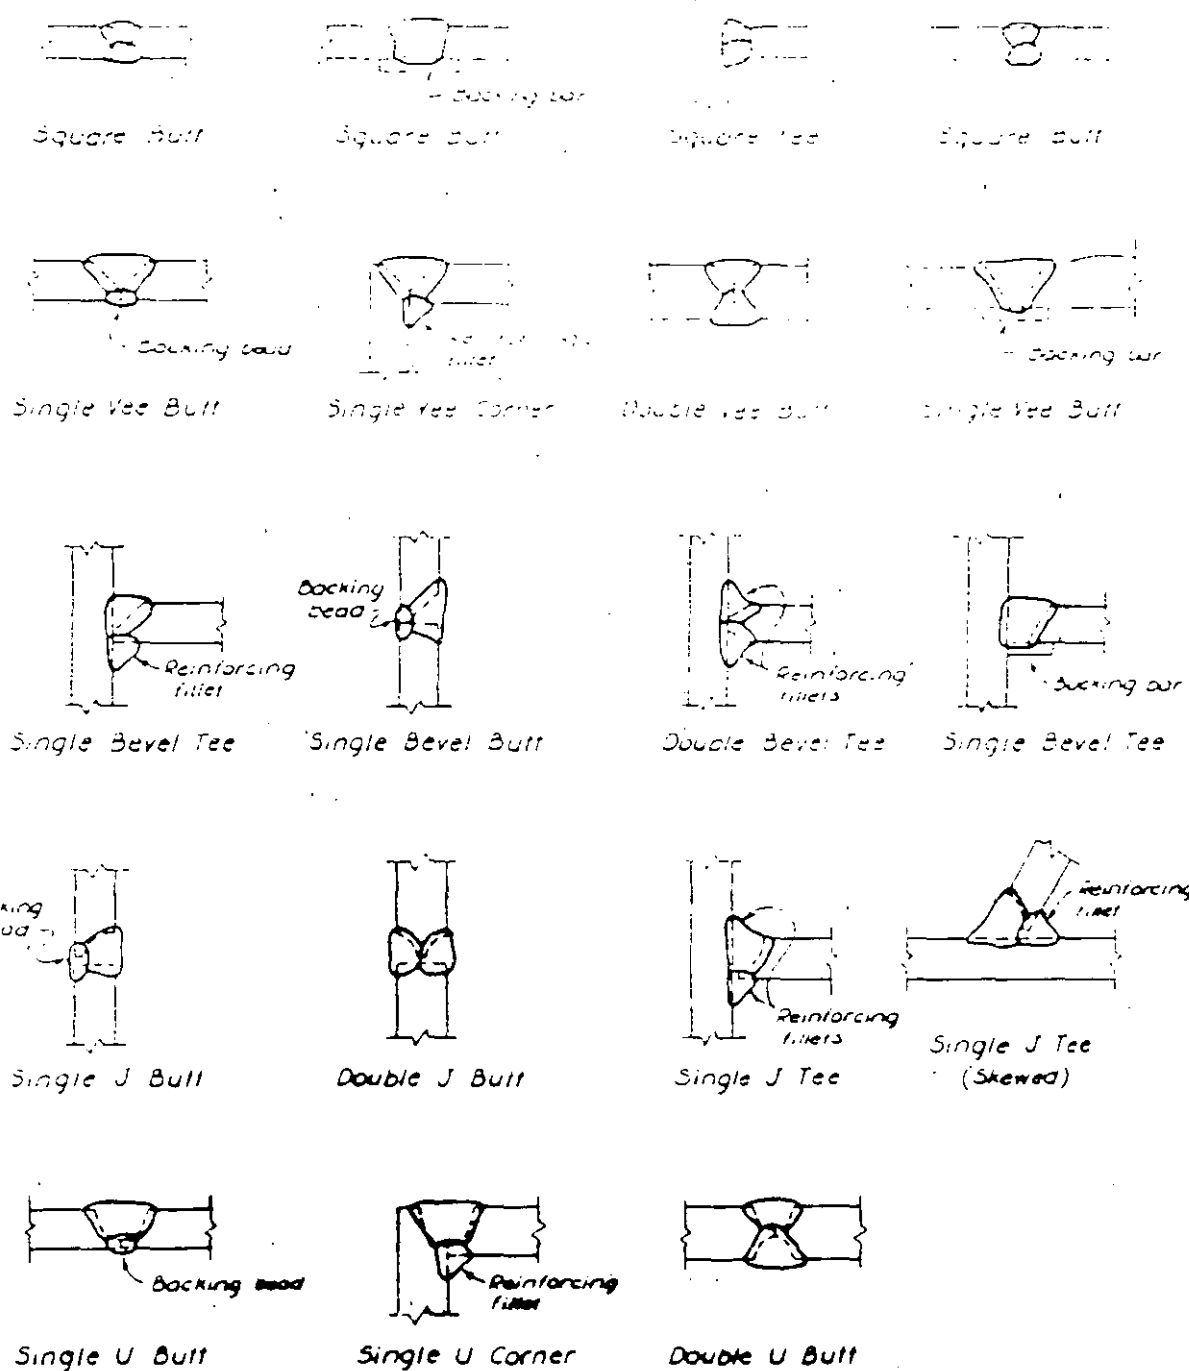 Backing bar
Square Butt
Square Butt
Square Tee
Square Butt
Backing bead
fillet
Backing bar
Single Vee Butt
Single Vee Corner
Double Vee Butt
Single Vee Butt
Backing
bead
Reinforcing
fillet
Reinforcing
fillets
Backing bar
Single Bevel Tee
Single Bevel Butt
Double Bevel Tee
Single Bevel Tee
Reinforcing
fillet
Reinforcing
fillets
Single J Butt
Double J Butt
Single J Tee
Single J Tee
(Skewed)
Backing bead
Reinforcing
fillet
Single U Butt
Single U Corner
Double U Butt